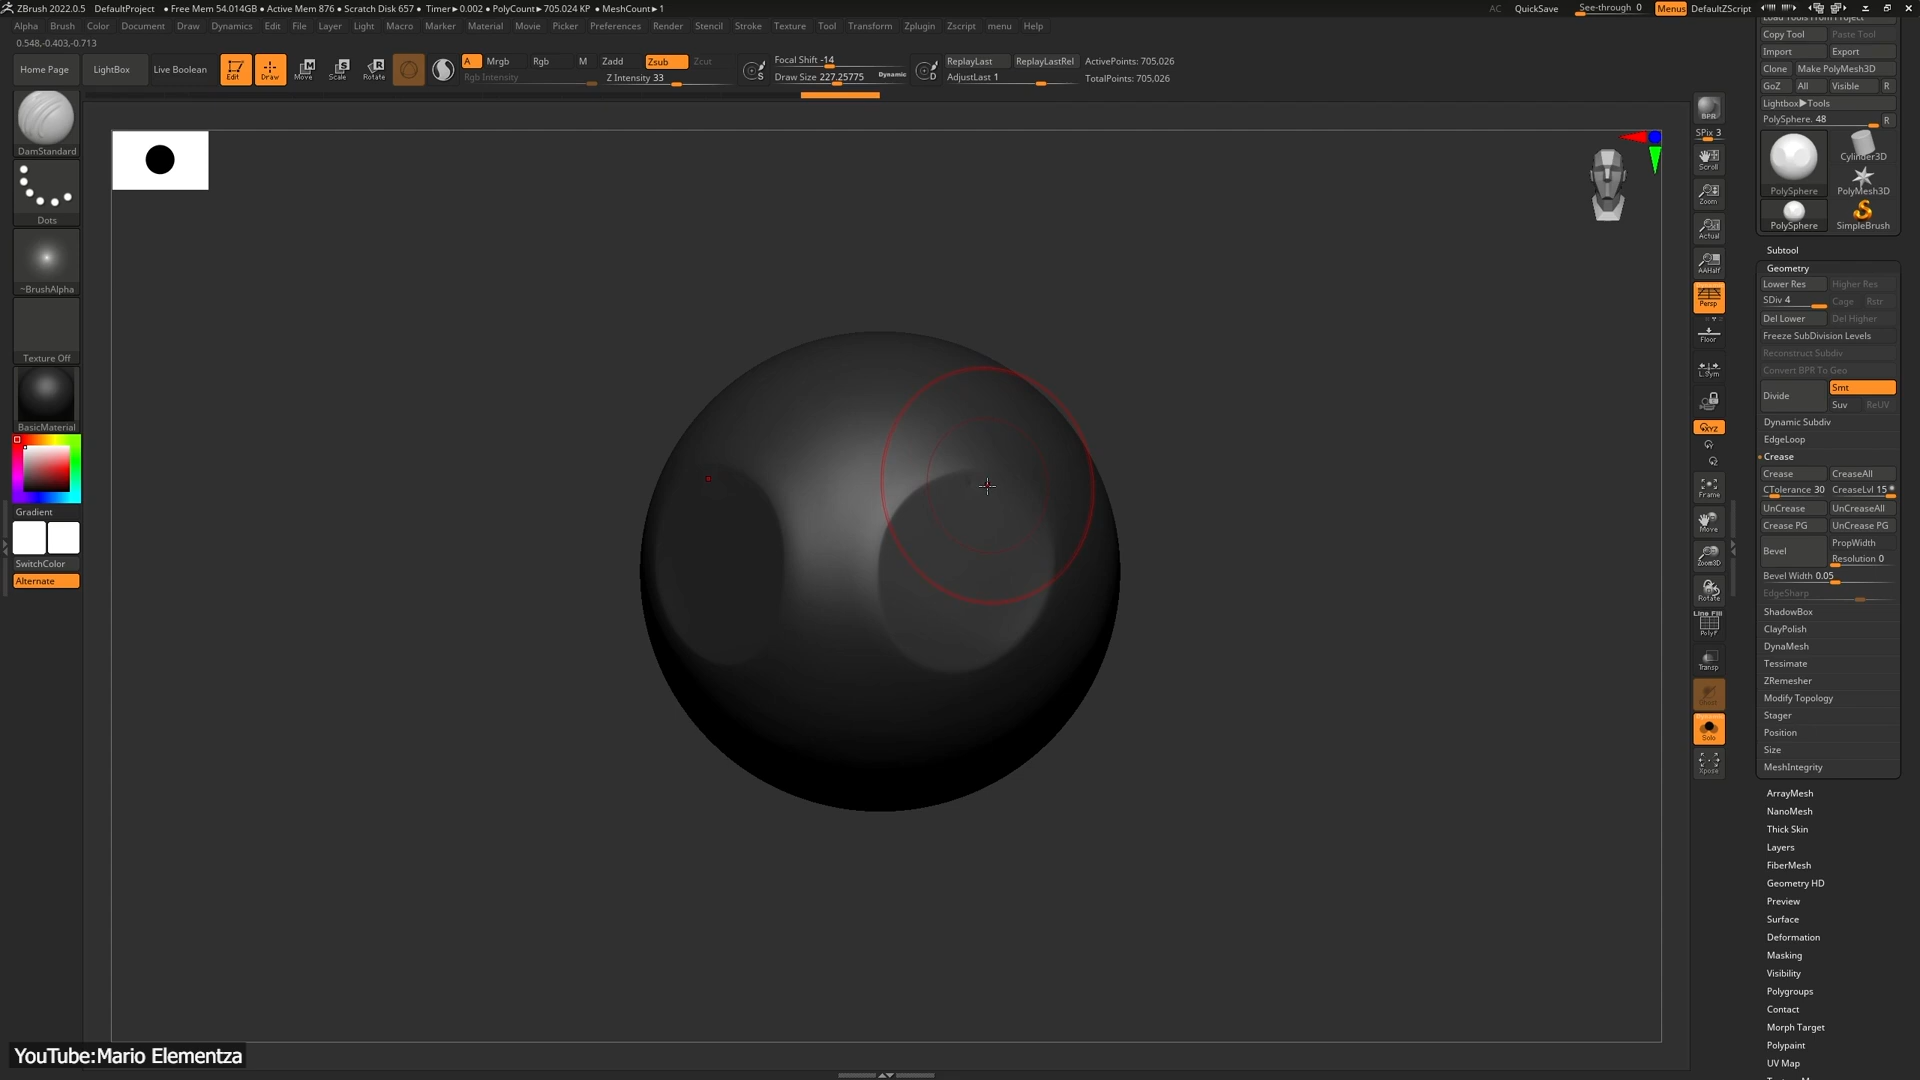 ZBrush 2022.0.5 DefaultProject • Free Mem 54.014GB • Active Mem 876 • Scratch Disk 657 • Timer►0.002 • PolyCount►705.024 KP • MeshCount►1
AC QuickSave See-through 0 Menus DefaultZScript
Alpha Brush Color Document Draw Dynamics Edit File Layer Light Macro Marker Material Movie Picker Preferences Render Stencil Stroke Texture Tool Transform Zplugin Zscript menu Help
0.548,-0.403,-0.713
Home Page LightBox Live Boolean Edit Draw Move Scale Rotate
A Mrgb Rgb M Zadd Zsub Zcut
Rgb Intensity Z Intensity 33
S Focal Shift -14
Draw Size 227.25775 Dynamic
D ReplayLast ReplayLastRel ActivePoints: 705,026
AdjustLast 1 TotalPoints: 705,026
DamStandard
Dots
~BrushAlpha
Texture Off
BasicMaterial
Gradient
SwitchColor
Alternate
BPR
SPix 3
Scroll
Zoom
Actual
AAHalf
Persp
Floor
L.Sym
XYZ
Y
Z
Frame
Move
Zoom3D
Rotate
Line Fill
PolyF
Transp
Ghost
Solo
Xpose
Load Tools From Project
Copy Tool Paste Tool
Import Export
Clone Make PolyMesh3D
GoZ All Visible R
Lightbox►Tools
PolySphere. 48 R
PolySphere Cylinder3D
PolyMesh3D
PolySphere SimpleBrush
Subtool
Geometry
Lower Res Higher Res
SDiv 4 Cage Rstr
Del Lower Del Higher
Freeze SubDivision Levels
Reconstruct Subdiv
Convert BPR To Geo
Divide Smt
Suv ReUV
Dynamic Subdiv
EdgeLoop
Crease
Crease CreaseAll
CTolerance 30 CreaseLvl 15
UnCrease UnCreaseAll
Crease PG UnCrease PG
Bevel PropWidth
Resolution 0
Bevel Width 0.05
EdgeSharp
ShadowBox
ClayPolish
DynaMesh
Tessimate
ZRemesher
Modify Topology
Stager
Position
Size
MeshIntegrity
ArrayMesh
NanoMesh
Thick Skin
Layers
FiberMesh
Geometry HD
Preview
Surface
Deformation
Masking
Visibility
Polygroups
Contact
Morph Target
Polypaint
UV Map
YouTube:Mario Elementza